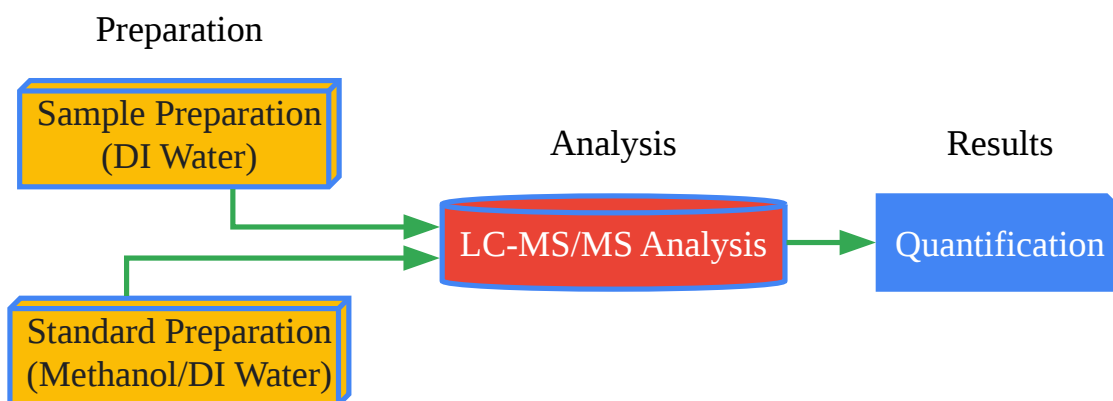 Preparation
Sample Preparation
(DI Water)
Analysis
Results
LC-MS/MS Analysis
Quantification
Standard Preparation
(Methanol/DI Water)